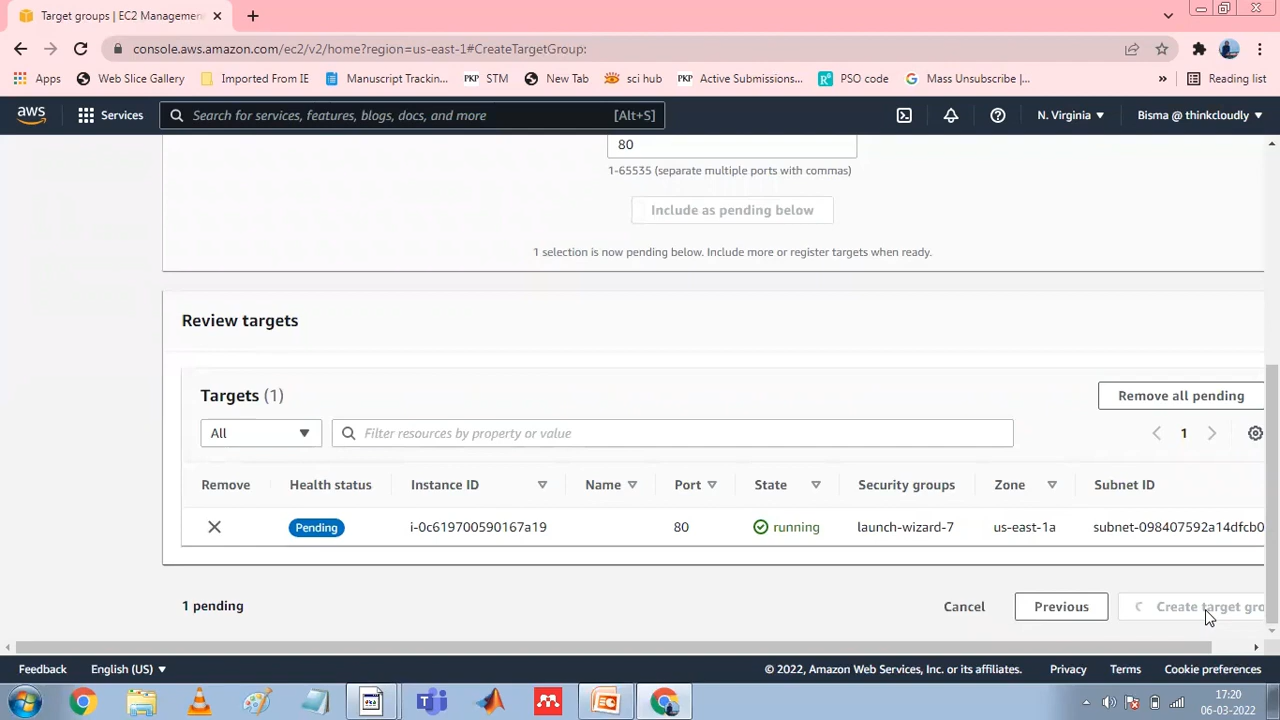 Target groups | EC2 Managemen
console.aws.amazon.com/ec2/v2/home?region=us-east-1#CreateTargetGroup:
Apps Web Slice Gallery Imported From IE Manuscript Trackin... PKP STM New Tab sci hub PKP Active Submissions... PSO code Mass Unsubscribe |... » Reading list
aws Services Search for services, features, blogs, docs, and more [Alt+S] N. Virginia Bisma @ thinkcloudly
80
1-65535 (separate multiple ports with commas)
Include as pending below
1 selection is now pending below. Include more or register targets when ready.
Review targets
Targets (1) Remove all pending
All Filter resources by property or value 1
Remove Health status Instance ID Name Port State Security groups Zone Subnet ID
Pending i-0c619700590167a19 80 running launch-wizard-7 us-east-1a subnet-098407592a14dfcb0
1 pending Cancel Previous Create target gro
Feedback English (US) © 2022, Amazon Web Services, Inc. or its affiliates. Privacy Terms Cookie preferences
17:20
06-03-2022